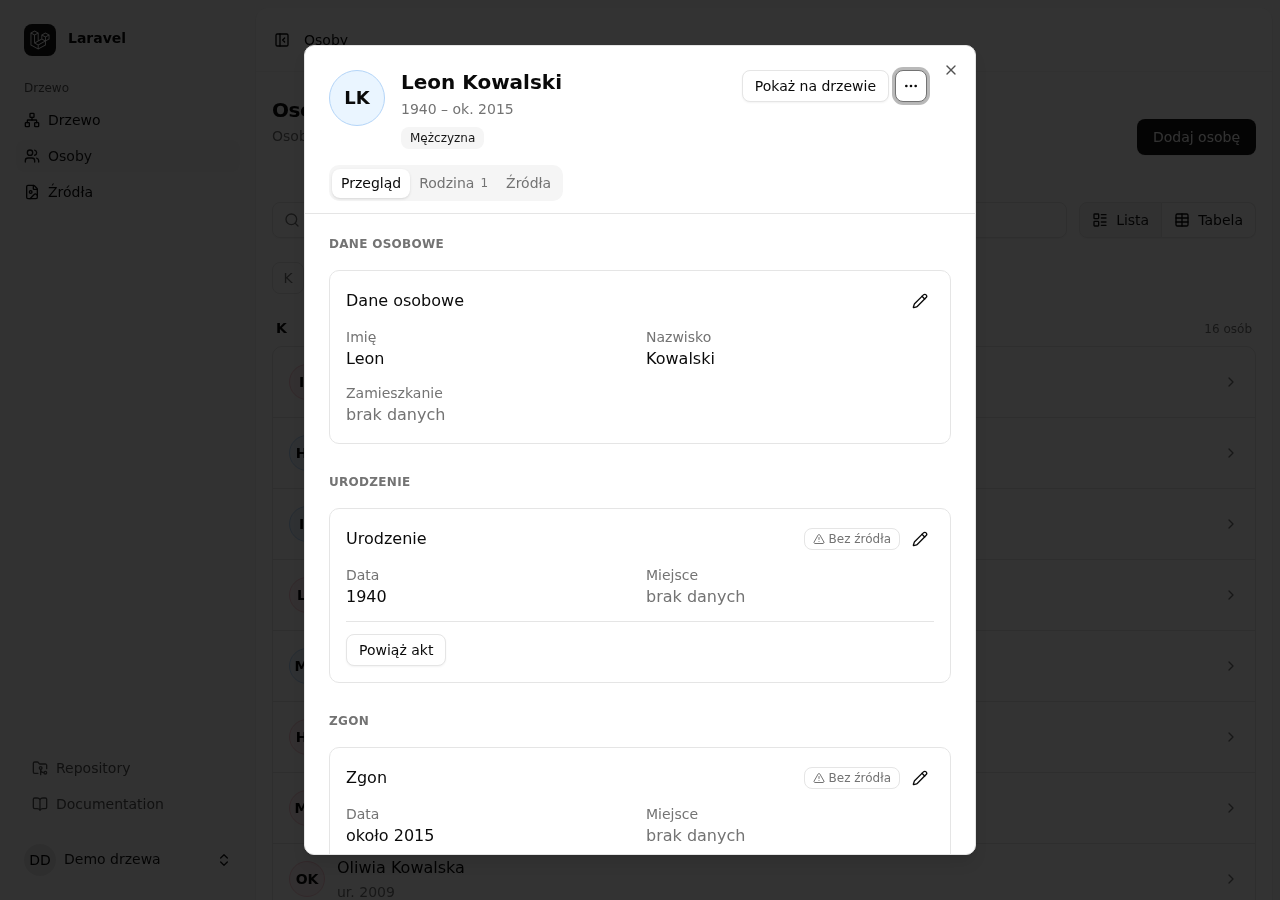 Laravel
Osoby
Drzewo
Drzewo
Osoby
Źródła
Dodaj osobę
Lista
Tabela
K
K
16 osób
LK
Leon Kowalski
1940 – ok. 2015
Mężczyzna
Pokaż na drzewie
Przegląd
Rodzina 1
Źródła
DANE OSOBOWE
Dane osobowe
Imię
Nazwisko
Leon
Kowalski
Zamieszkanie
brak danych
URODZENIE
Urodzenie
Bez źródła
Data
Miejsce
1940
brak danych
Powiąż akt
ZGON
Zgon
Bez źródła
Data
Miejsce
około 2015
brak danych
Repository
Documentation
DD
Demo drzewa
OK
Oliwia Kowalska
ur. 2009